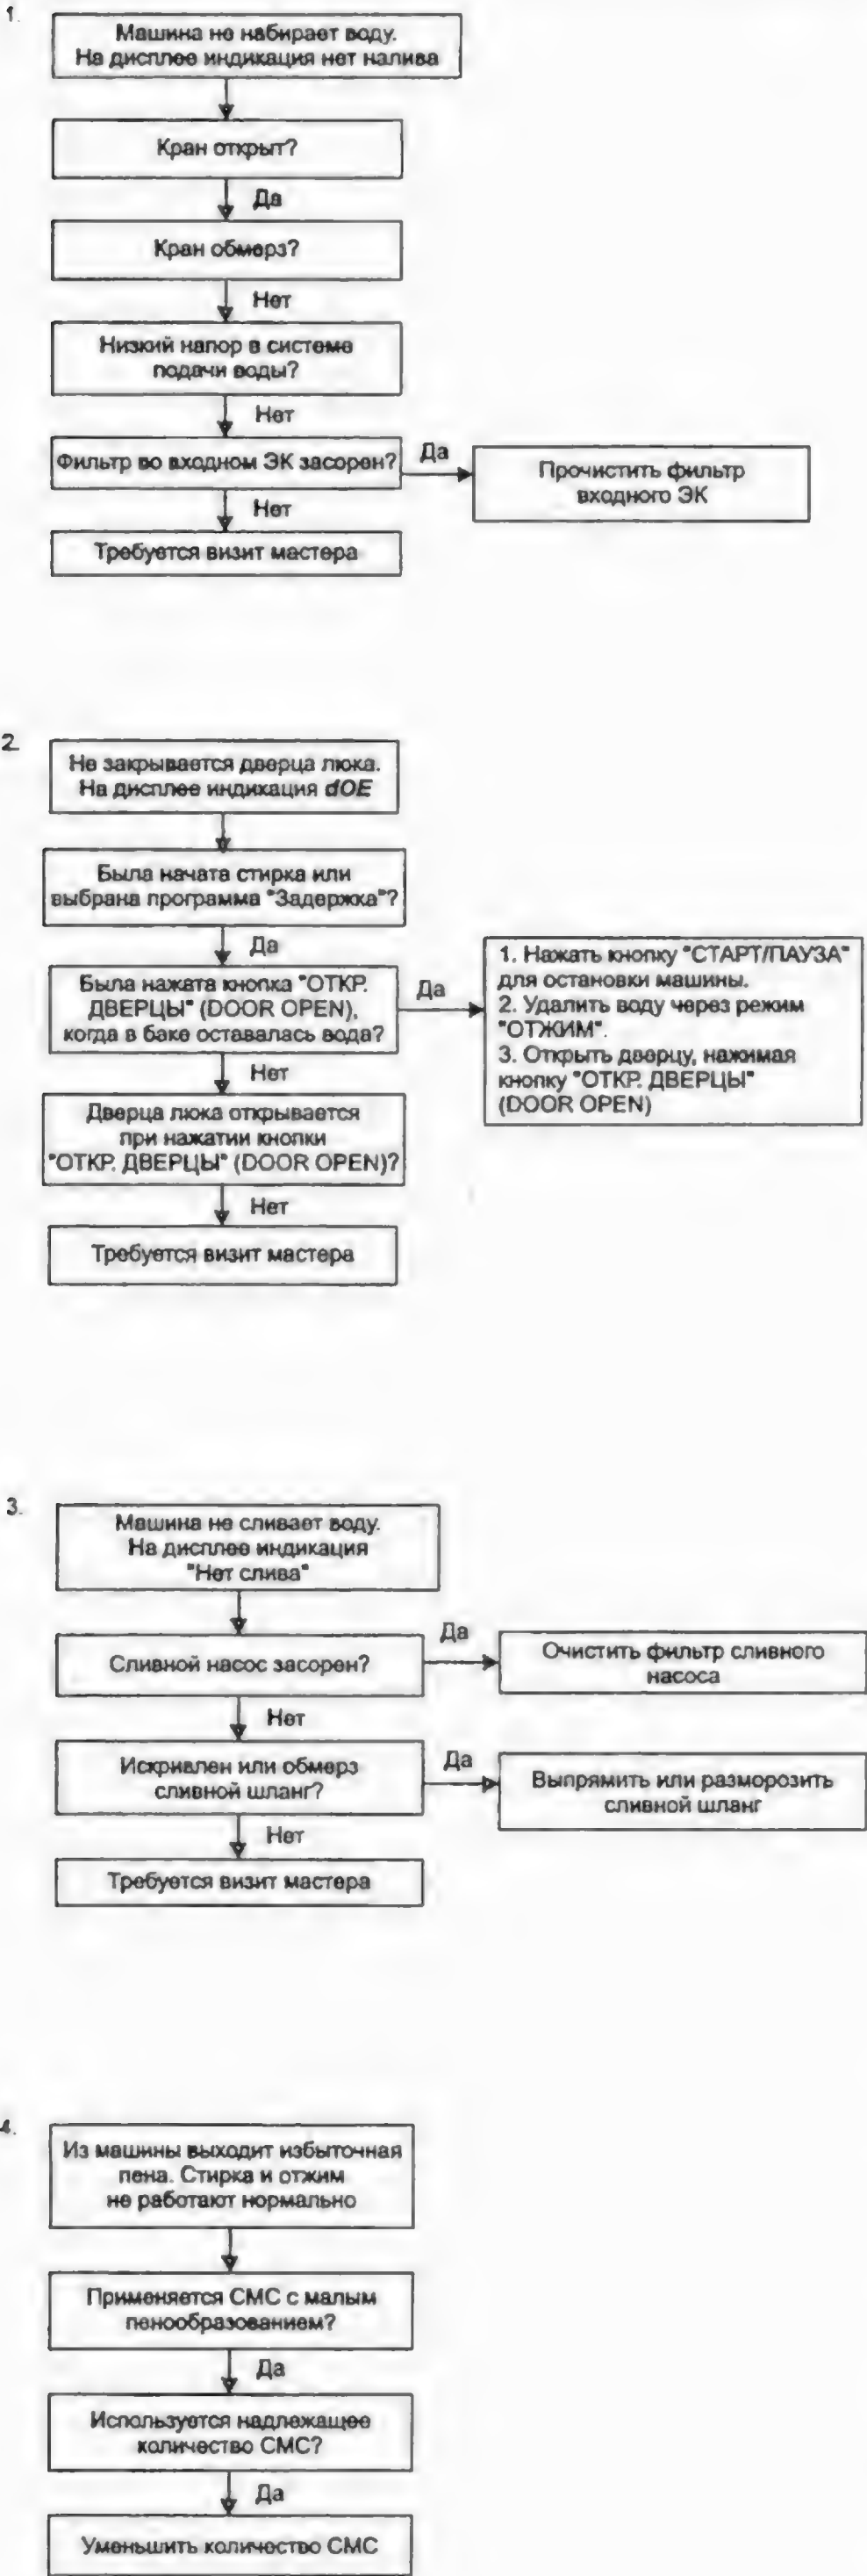 1.
Машина не набирает воду.
На дисплее индикация нет налива
Кран открыт?
Да
Кран обмерз?
Нет
Низкий напор в системе
подачи воды?
Нет
Фильтр во входном ЭК засорен?
Да
Прочистить фильтр
входного ЭК
Нет
Требуется визит мастера
2.
Не закрывается дверца люка.
На дисплее индикация dOE
Была начата стирка или
выбрана программа "Задержка"?
Да
Была нажата кнопка "ОТКР.
ДВЕРЦЫ" (DOOR OPEN),
когда в баке оставалась вода?
Да
1. Нажать кнопку "СТАРТ/ПАУЗА"
для остановки машины.
2. Удалить воду через режим
"ОТЖИМ".
3. Открыть дверцу, нажимая
кнопку "ОТКР. ДВЕРЦЫ"
(DOOR OPEN)
Нет
Дверца люка открывается
при нажатии кнопки
"ОТКР. ДВЕРЦЫ" (DOOR OPEN)?
Нет
Требуется визит мастера
3.
Машина не сливает воду.
На дисплее индикация
"Нет слива"
Сливной насос засорен?
Да
Очистить фильтр сливного
насоса
Нет
Искривлен или обмерз
сливной шланг?
Да
Выпрямить или разморозить
сливной шланг
Нет
Требуется визит мастера
4.
Из машины выходит избыточная
пена. Стирка и отжим
не работают нормально
Применяется СМС с малым
пенообразованием?
Да
Используется надлежащее
количество СМС?
Да
Уменьшить количество СМС